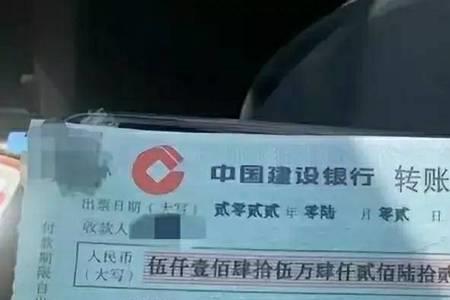 中国建设银行 转账
出票日期（大写） 贰零贰贰 年 零陆 月 零贰 日
收款人
人民币
（大写） 伍仟壹佰肆拾伍万肆仟贰佰陆拾贰
付款期限自出